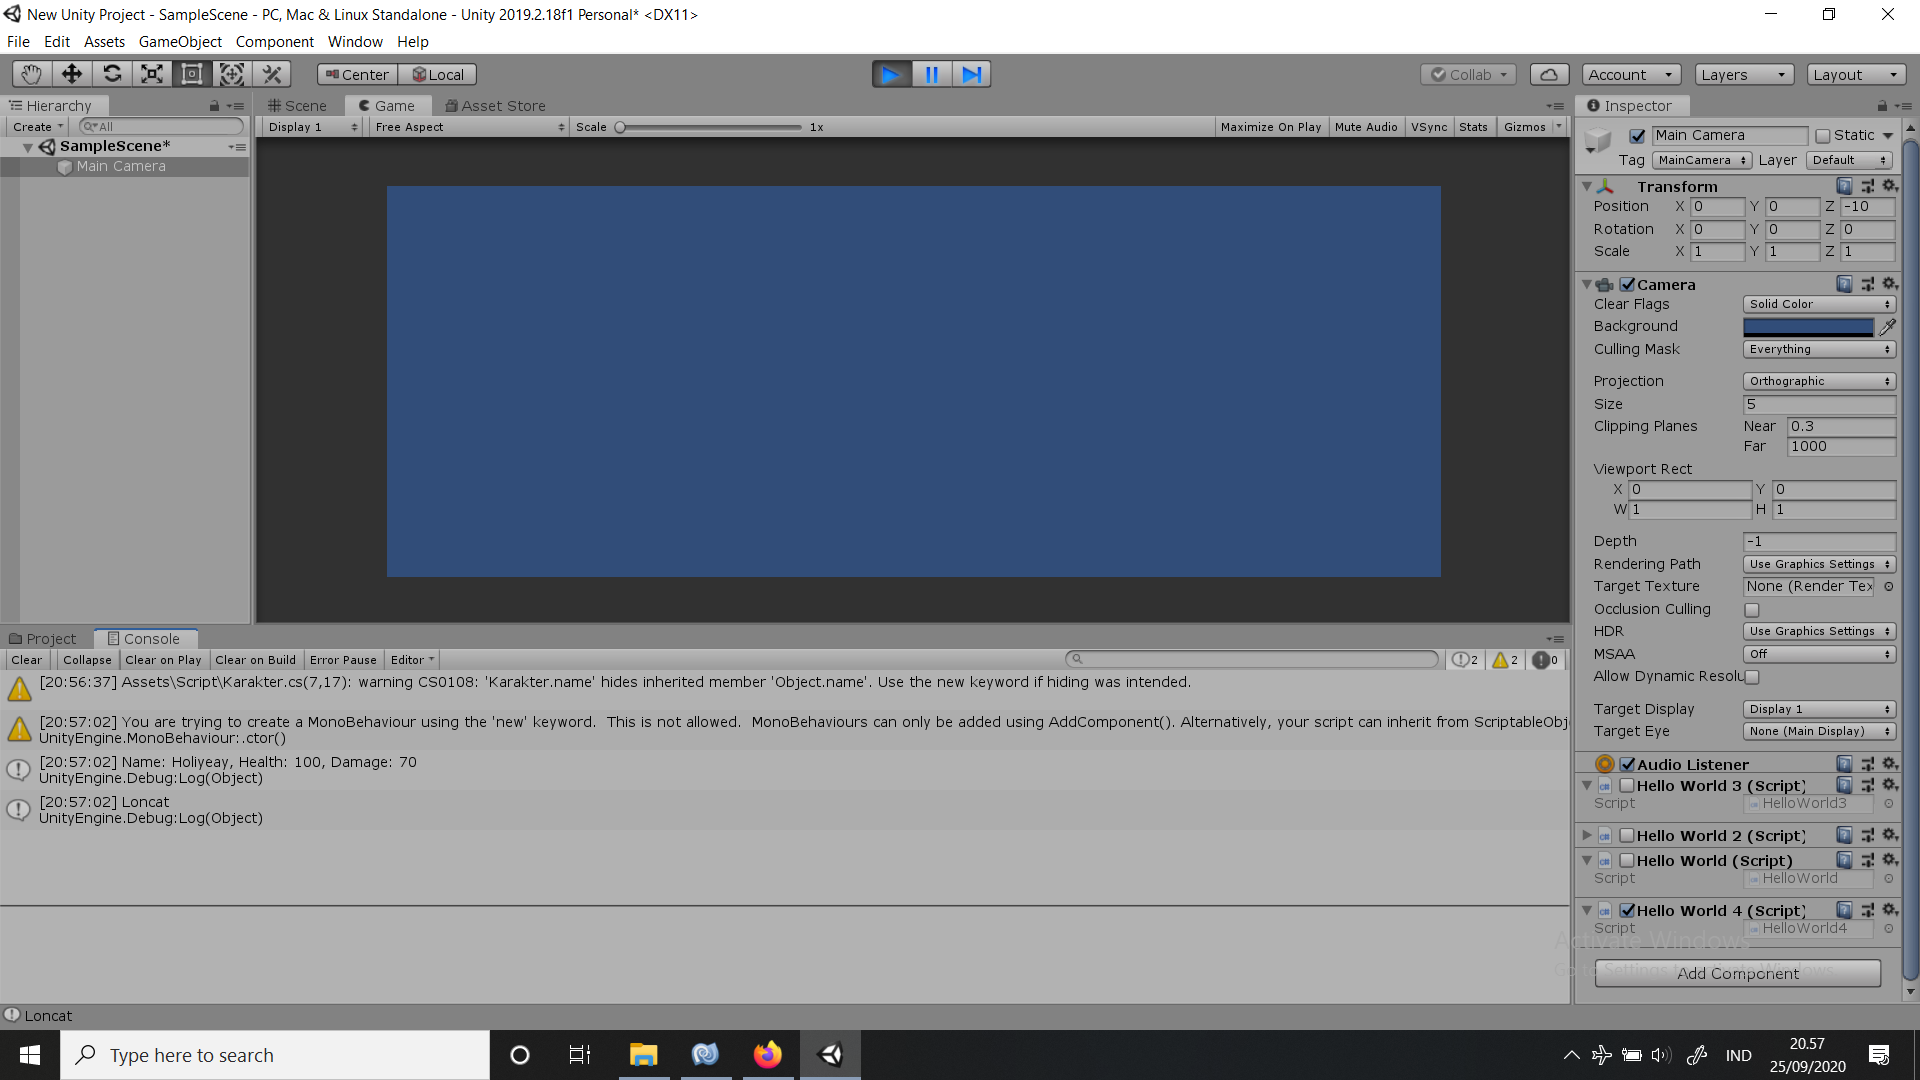 New Unity Project - SampleScene - PC, Mac & Linux Standalone - Unity 2019.2.18f1 Personal* <DX11>
File Edit Assets GameObject Component Window Help
Center Local Collab Account Layers Layout
Hierarchy
Create All
SampleScene*
Main Camera
Scene Game Asset Store
Display 1 Free Aspect Scale 1x Maximize On Play Mute Audio VSync Stats Gizmos
Project Console
Clear Collapse Clear on Play Clear on Build Error Pause Editor 2 2 0
[20:56:37] Assets\Script\Karakter.cs(7,17): warning CS0108: 'Karakter.name' hides inherited member 'Object.name'. Use the new keyword if hiding was intended.
[20:57:02] You are trying to create a MonoBehaviour using the 'new' keyword.  This is not allowed.  MonoBehaviours can only be added using AddComponent(). Alternatively, your script can inherit from ScriptableObj
UnityEngine.MonoBehaviour:.ctor()
[20:57:02] Name: Holiyeay, Health: 100, Damage: 70
UnityEngine.Debug:Log(Object)
[20:57:02] Loncat
UnityEngine.Debug:Log(Object)
Loncat
Inspector
Main Camera Static
Tag MainCamera Layer Default
Transform
Position X 0 Y 0 Z -10
Rotation X 0 Y 0 Z 0
Scale X 1 Y 1 Z 1
Camera
Clear Flags Solid Color
Background
Culling Mask Everything
Projection Orthographic
Size 5
Clipping Planes Near 0.3
Far 1000
Viewport Rect
X 0 Y 0
W 1 H 1
Depth -1
Rendering Path Use Graphics Settings
Target Texture None (Render Tex
Occlusion Culling
HDR Use Graphics Settings
MSAA Off
Allow Dynamic Resolu
Target Display Display 1
Target Eye None (Main Display)
Audio Listener
Hello World 3 (Script)
Script HelloWorld3
Hello World 2 (Script)
Hello World (Script)
Script HelloWorld
Hello World 4 (Script)
Script HelloWorld4
Activate Windows
Go to Settings to activate Windows.
Add Component
Type here to search
IND
20.57
25/09/2020